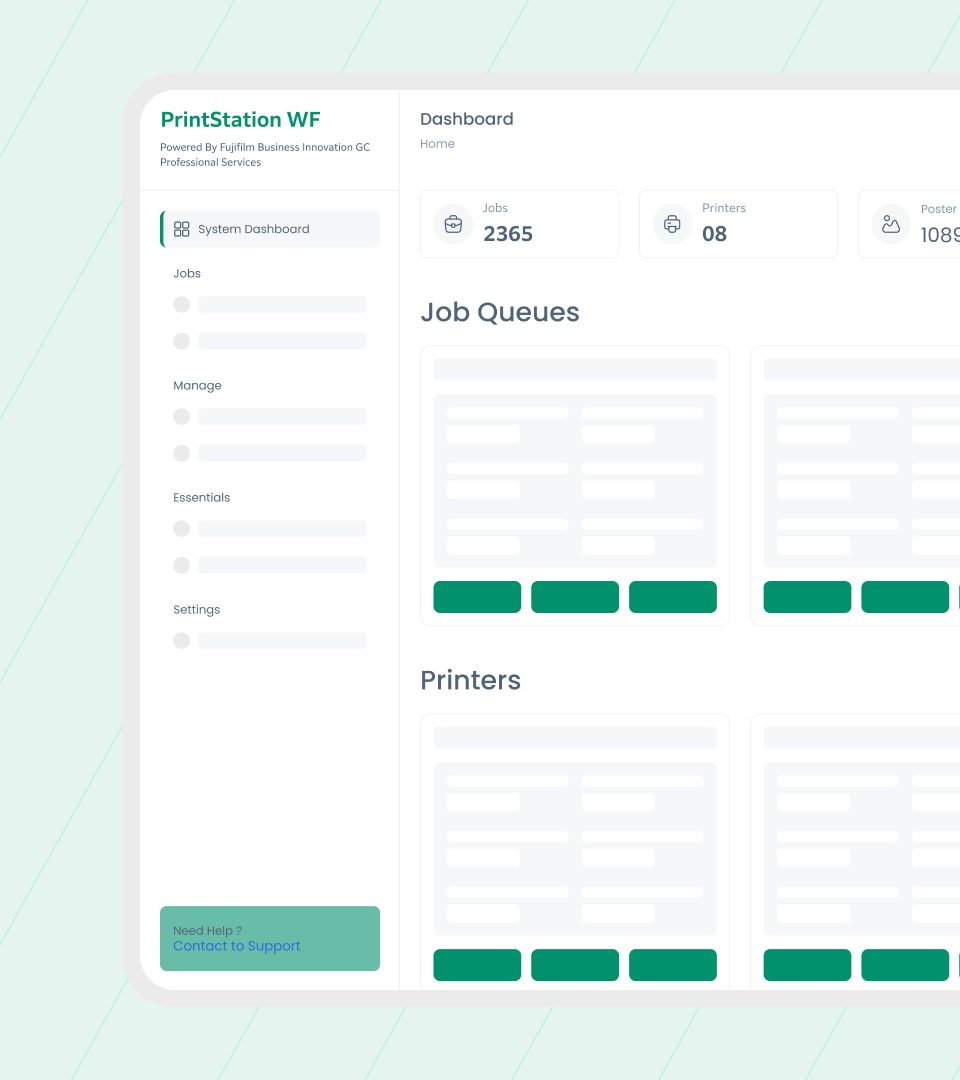 PrintStation WF
Powered By Fujifilm Business Innovation GC
Professional Services
System Dashboard
Jobs
Manage
Essentials
Settings
Need Help ?
Contact to Support
Dashboard
Home
Jobs
2365
Printers
08
Poster
1089
Job Queues
Printers